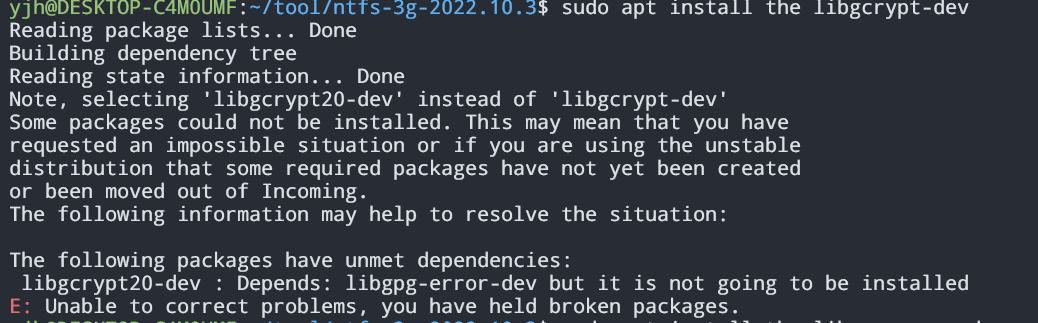 yjh@DESKTOP-C4M0UMF:~/tool/ntfs-3g-2022.10.3$ sudo apt install the libgcrypt-dev
Reading package lists... Done
Building dependency tree
Reading state information... Done
Note, selecting 'libgcrypt20-dev' instead of 'libgcrypt-dev'
Some packages could not be installed. This may mean that you have
requested an impossible situation or if you are using the unstable
distribution that some required packages have not yet been created
or been moved out of Incoming.
The following information may help to resolve the situation:

The following packages have unmet dependencies:
 libgcrypt20-dev : Depends: libgpg-error-dev but it is not going to be installed
E: Unable to correct problems, you have held broken packages.